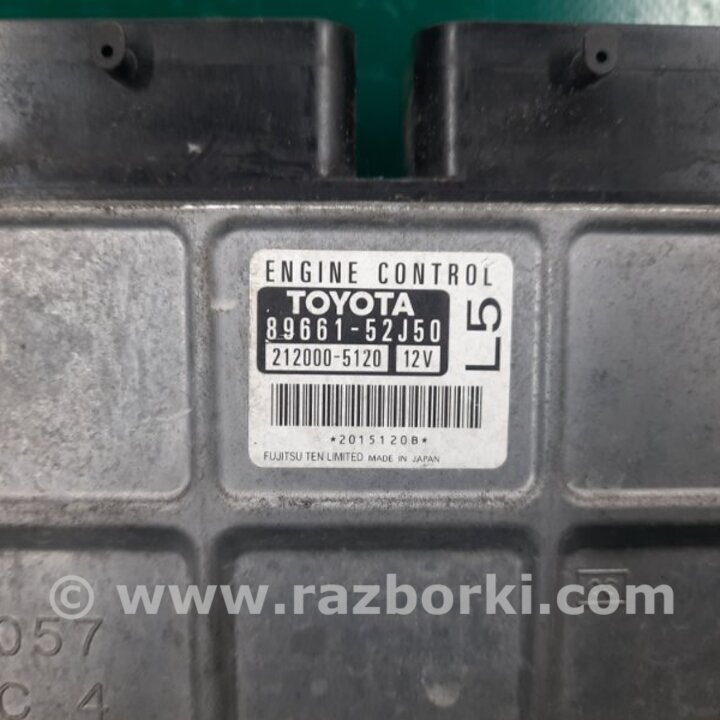 ENGINE CONTROL
TOYOTA
89661-52J50
212000-5120 12V
L5
*2015120B*
FUJITSU TEN LIMITED MADE IN JAPAN
© www.razborki.com
057
C 4